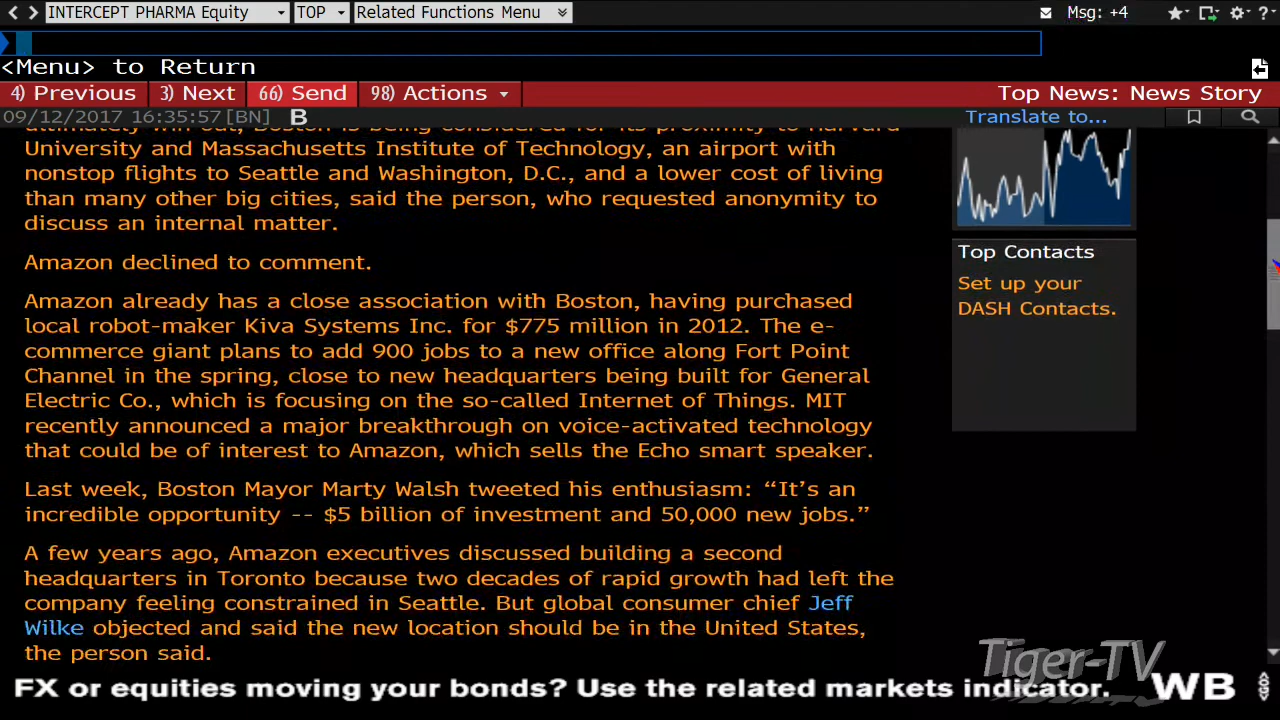 INTERCEPT PHARMA Equity TOP Related Functions Menu Msg: +4
<Menu> to Return
4) Previous 3) Next 66) Send 98) Actions Top News: News Story
09/12/2017 16:35:57[BN] B Translate to...
ultimately win out, Boston is being considered for its proximity to Harvard
University and Massachusetts Institute of Technology, an airport with
nonstop flights to Seattle and Washington, D.C., and a lower cost of living
than many other big cities, said the person, who requested anonymity to
discuss an internal matter.
Amazon declined to comment.
Amazon already has a close association with Boston, having purchased
local robot-maker Kiva Systems Inc. for $775 million in 2012. The e-
commerce giant plans to add 900 jobs to a new office along Fort Point
Channel in the spring, close to new headquarters being built for General
Electric Co., which is focusing on the so-called Internet of Things. MIT
recently announced a major breakthrough on voice-activated technology
that could be of interest to Amazon, which sells the Echo smart speaker.
Last week, Boston Mayor Marty Walsh tweeted his enthusiasm: “It’s an
incredible opportunity -- $5 billion of investment and 50,000 new jobs.”
A few years ago, Amazon executives discussed building a second
headquarters in Toronto because two decades of rapid growth had left the
company feeling constrained in Seattle. But global consumer chief Jeff
Wilke objected and said the new location should be in the United States,
the person said.
Top Contacts
Set up your
DASH Contacts.
Tiger-TV
FX or equities moving your bonds? Use the related markets indicator. WB